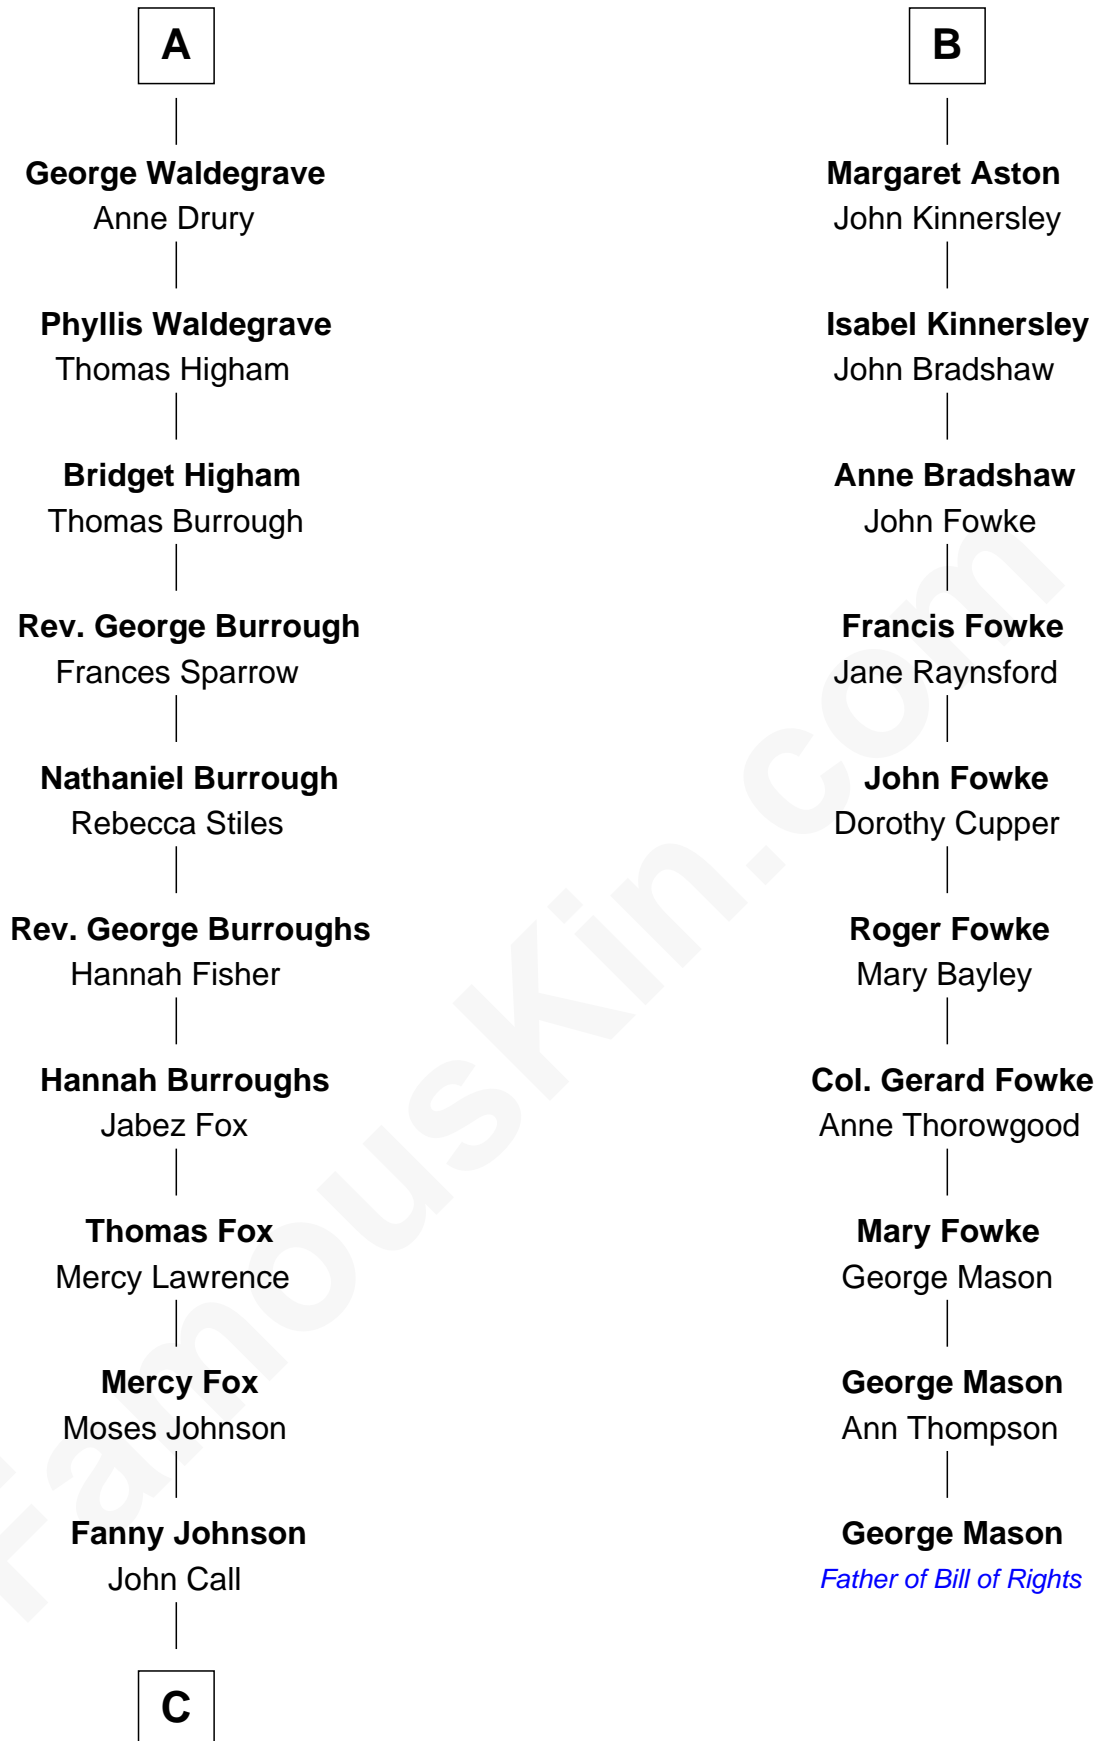 A
George Waldegrave
Anne Drury
Phyllis Waldegrave
Thomas Higham
Bridget Higham
Thomas Burrough
Rev. George Burrough
Frances Sparrow
Nathaniel Burrough
Rebecca Stiles
Rev. George Burroughs
Hannah Fisher
Hannah Burroughs
Jabez Fox
Thomas Fox
Mercy Lawrence
Mercy Fox
Moses Johnson
Fanny Johnson
John Call
C
B
Margaret Aston
John Kinnersley
Isabel Kinnersley
John Bradshaw
Anne Bradshaw
John Fowke
Francis Fowke
Jane Raynsford
John Fowke
Dorothy Cupper
Roger Fowke
Mary Bayley
Col. Gerard Fowke
Anne Thorowgood
Mary Fowke
George Mason
George Mason
Ann Thompson
George Mason
Father of Bill of Rights
FamousKin.com